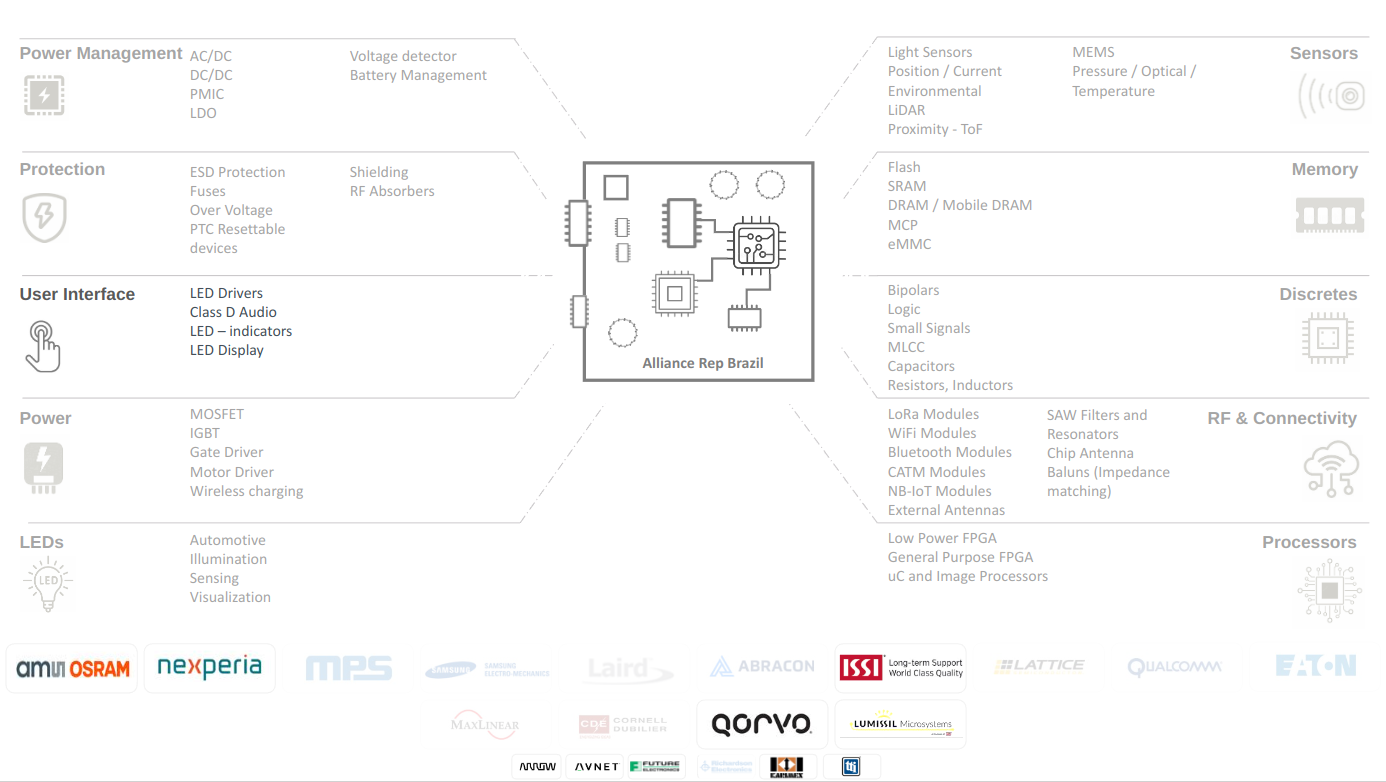 Power Management
AC/DC
DC/DC
PMIC
LDO
Voltage detector
Battery Management
Protection
ESD Protection
Fuses
Over Voltage
PTC Resettable
devices
Shielding
RF Absorbers
User Interface
LED Drivers
Class D Audio
LED – indicators
LED Display
Power
MOSFET
IGBT
Gate Driver
Motor Driver
Wireless charging
LEDs
LED
Automotive
Illumination
Sensing
Visualization
Alliance Rep Brazil
Light Sensors
Position / Current
Environmental
LiDAR
Proximity - ToF
MEMS
Pressure / Optical /
Temperature
Sensors
Flash
SRAM
DRAM / Mobile DRAM
MCP
eMMC
Memory
Bipolars
Logic
Small Signals
MLCC
Capacitors
Resistors, Inductors
Discretes
LoRa Modules
WiFi Modules
Bluetooth Modules
CATM Modules
NB-IoT Modules
External Antennas
SAW Filters and
Resonators
Chip Antenna
Baluns (Impedance
matching)
RF & Connectivity
Low Power FPGA
General Purpose FPGA
uC and Image Processors
Processors
amu OSRAM
nexperia
mps
SAMSUNG
SAMSUNG
ELECTRO-MECHANICS
Laird
ABRACON
ISSI
Long-term Support
World Class Quality
LATTICE
QUALCOMM
EATON
MAXLINEAR
CDE
CORNELL
DUBILIER
QORVO
LUMISSIL Microsystems
ARROW
AVNET
F FUTURE
ELECTRONICS
Richardson
Electronics
KARIMEX
tti